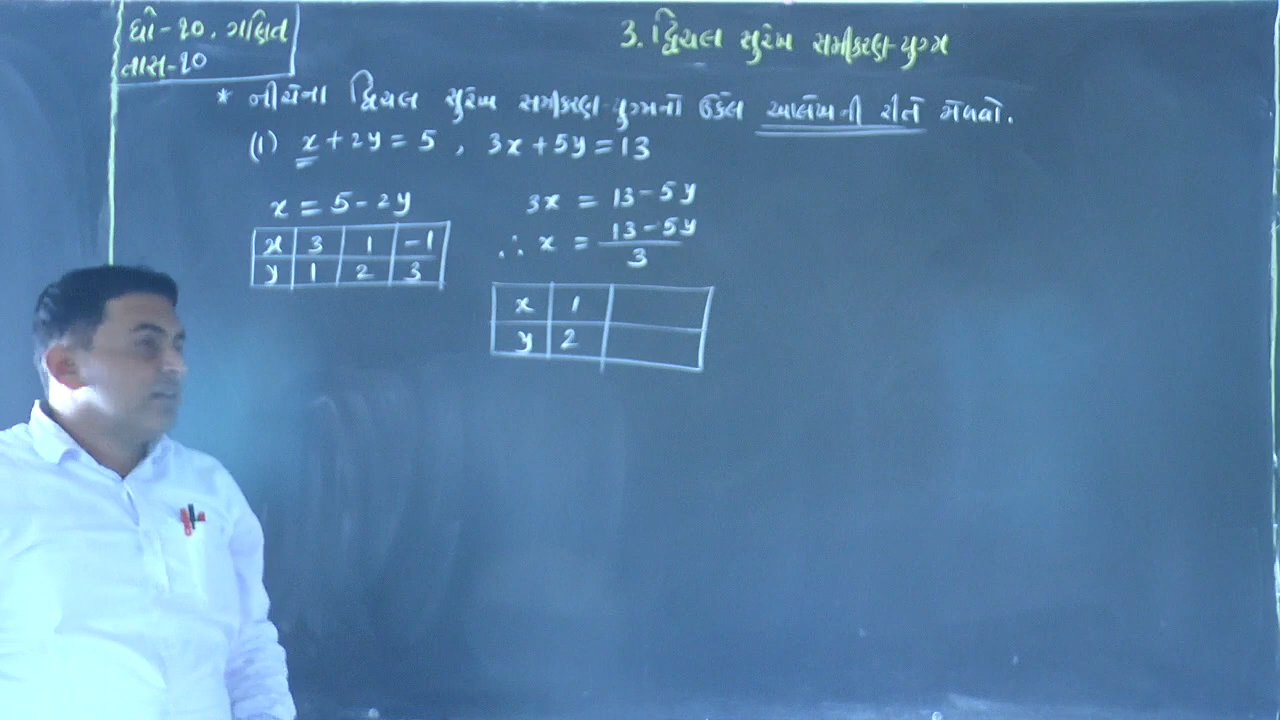 ધો-૧૦. ગણિત
તાસ-૧૦
3. દ્વિચલ સુરેખ સમીકરણ-યુગ્મ
* નીચેના દ્વિચલ સુરેખ સમીકરણ-યુગ્મનો ઉકેલ આલેખની રીતે મેળવો.
(1) x + 2y = 5 , 3x + 5y = 13
x = 5 - 2y
x 3 1 -1
y 1 2 3
3x = 13 - 5y
∴ x = 13 - 5y / 3
x 1
y 2